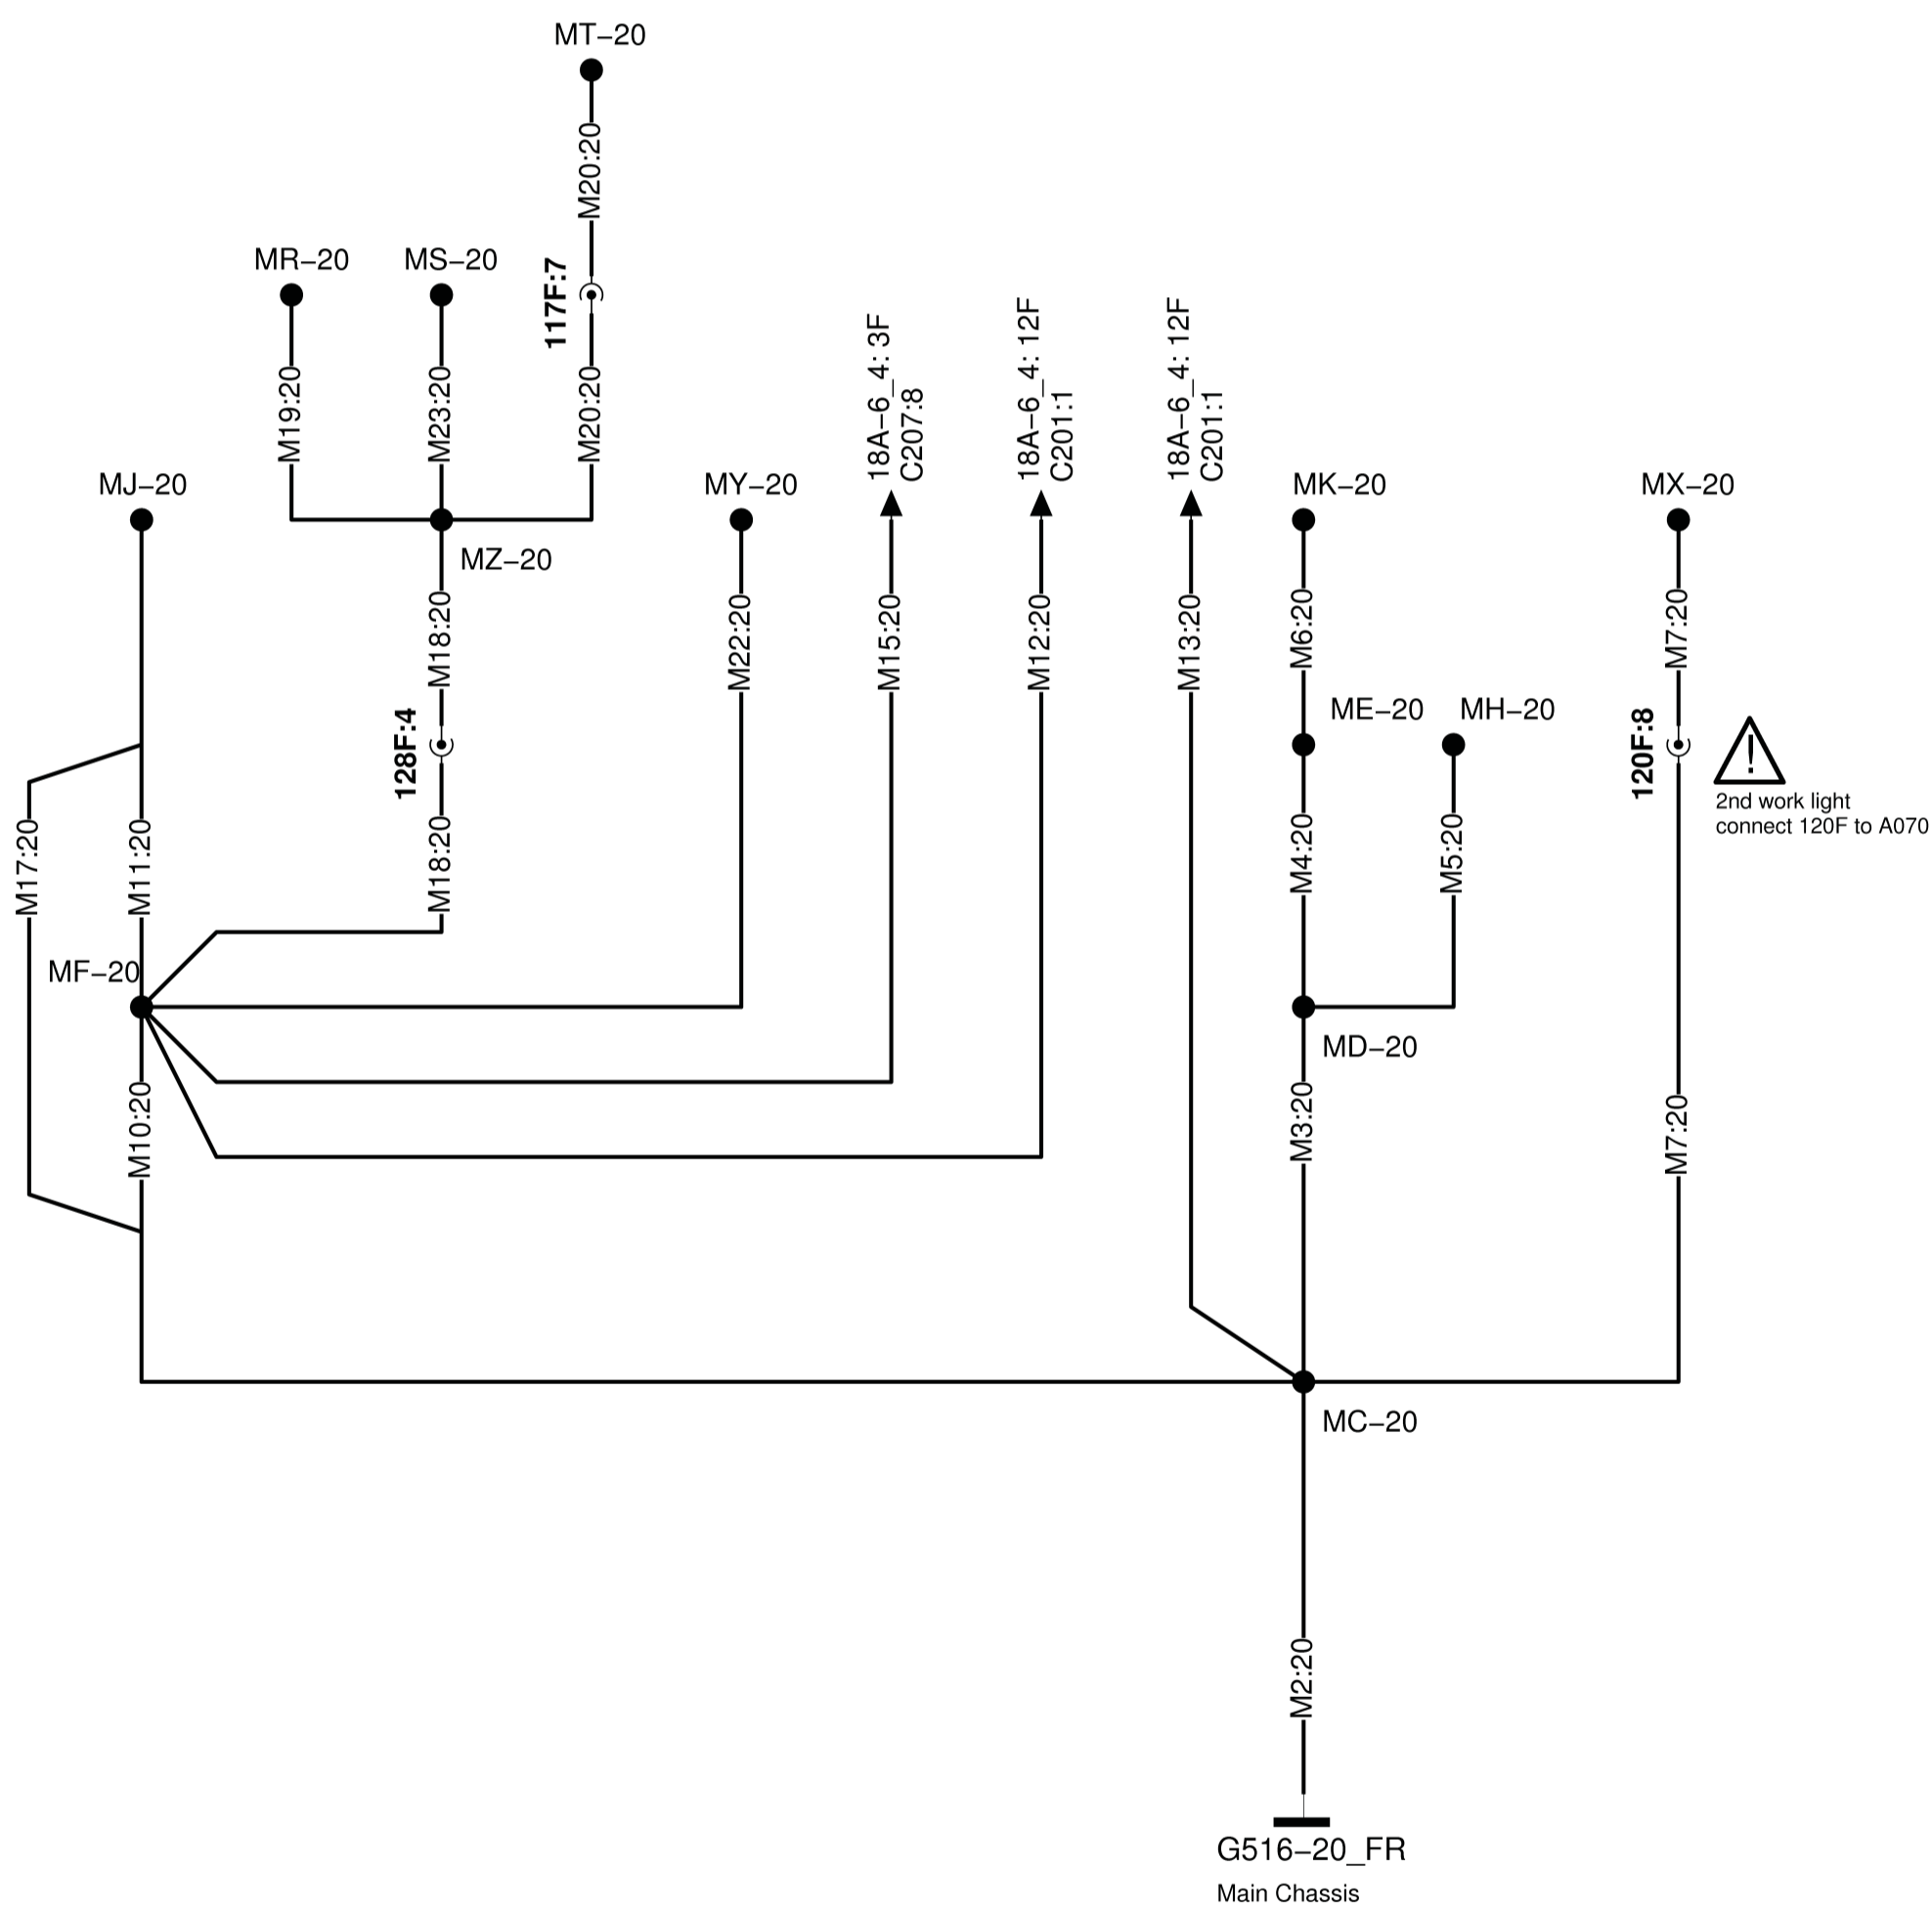 MT–20
M20:20
MR–20
MS–20
117F:7
M19:20
M23:20
M20:20
18A–6_4: 3F
C207:8
18A–6_4: 12F
C201:1
18A–6_4: 12F
C201:1
MJ–20
MZ–20
MY–20
MK–20
MX–20
M18:20
M22:20
M15:20
M12:20
M13:20
M6:20
M7:20
128F:4
ME–20
MH–20
120F:8
!
2nd work light
connect 120F to A070
M17:20
M11:20
M18:20
M4:20
M5:20
MF–20
MD–20
M10:20
M3:20
M7:20
MC–20
M2:20
G516–20_FR
Main Chassis